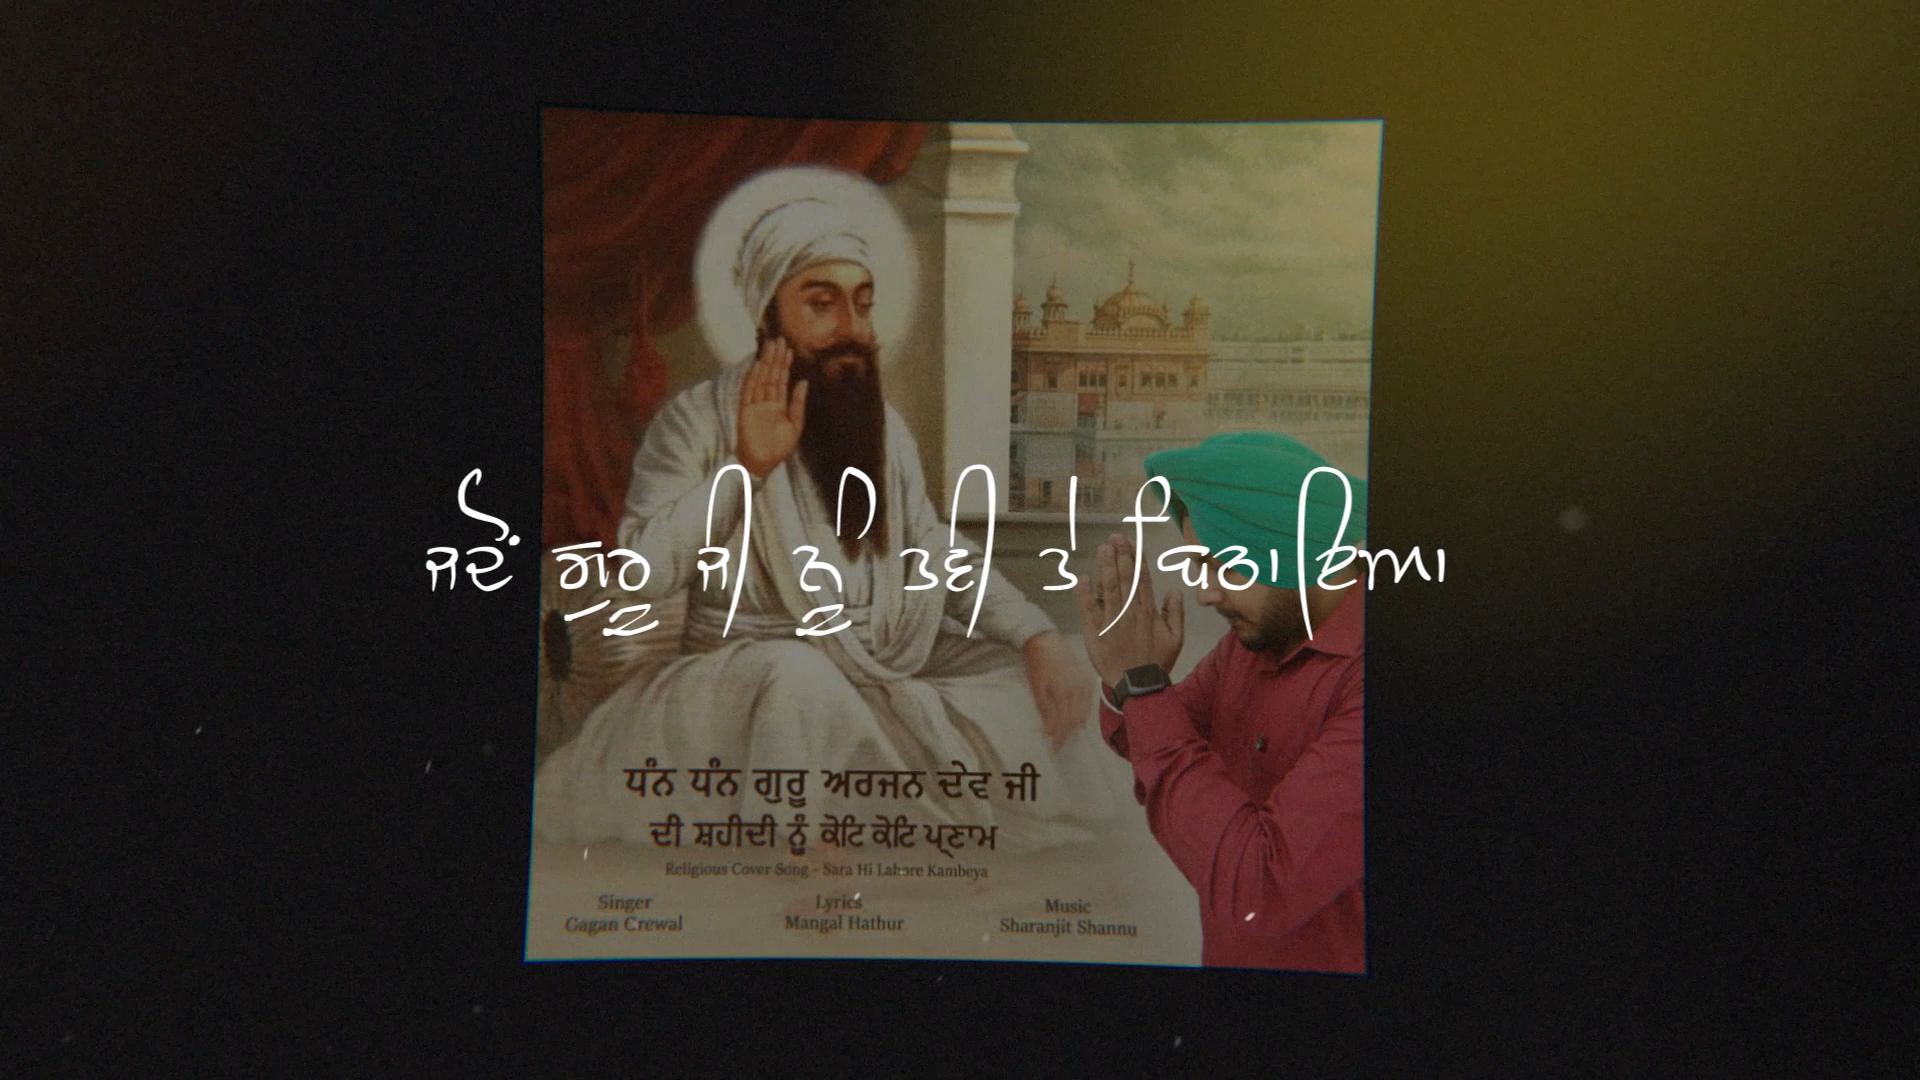 ਜਦੋਂ ਗੁਰੂ ਜੀ ਨੂੰ ਤਵੀ ਤੇ ਬਿਠਾਇਆ
ਧੰਨ ਧੰਨ ਗੁਰੂ ਅਰਜਨ ਦੇਵ ਜੀ
ਦੀ ਸ਼ਹੀਦੀ ਨੂੰ ਕੋਟਿ ਕੋਟਿ ਪ੍ਰਣਾਮ
Religious Cover Song - Sara Hi Lahore Kambeya
Singer Lyrics Music
Gagan Crewal Mangal Hathur Sharanjit Shannu